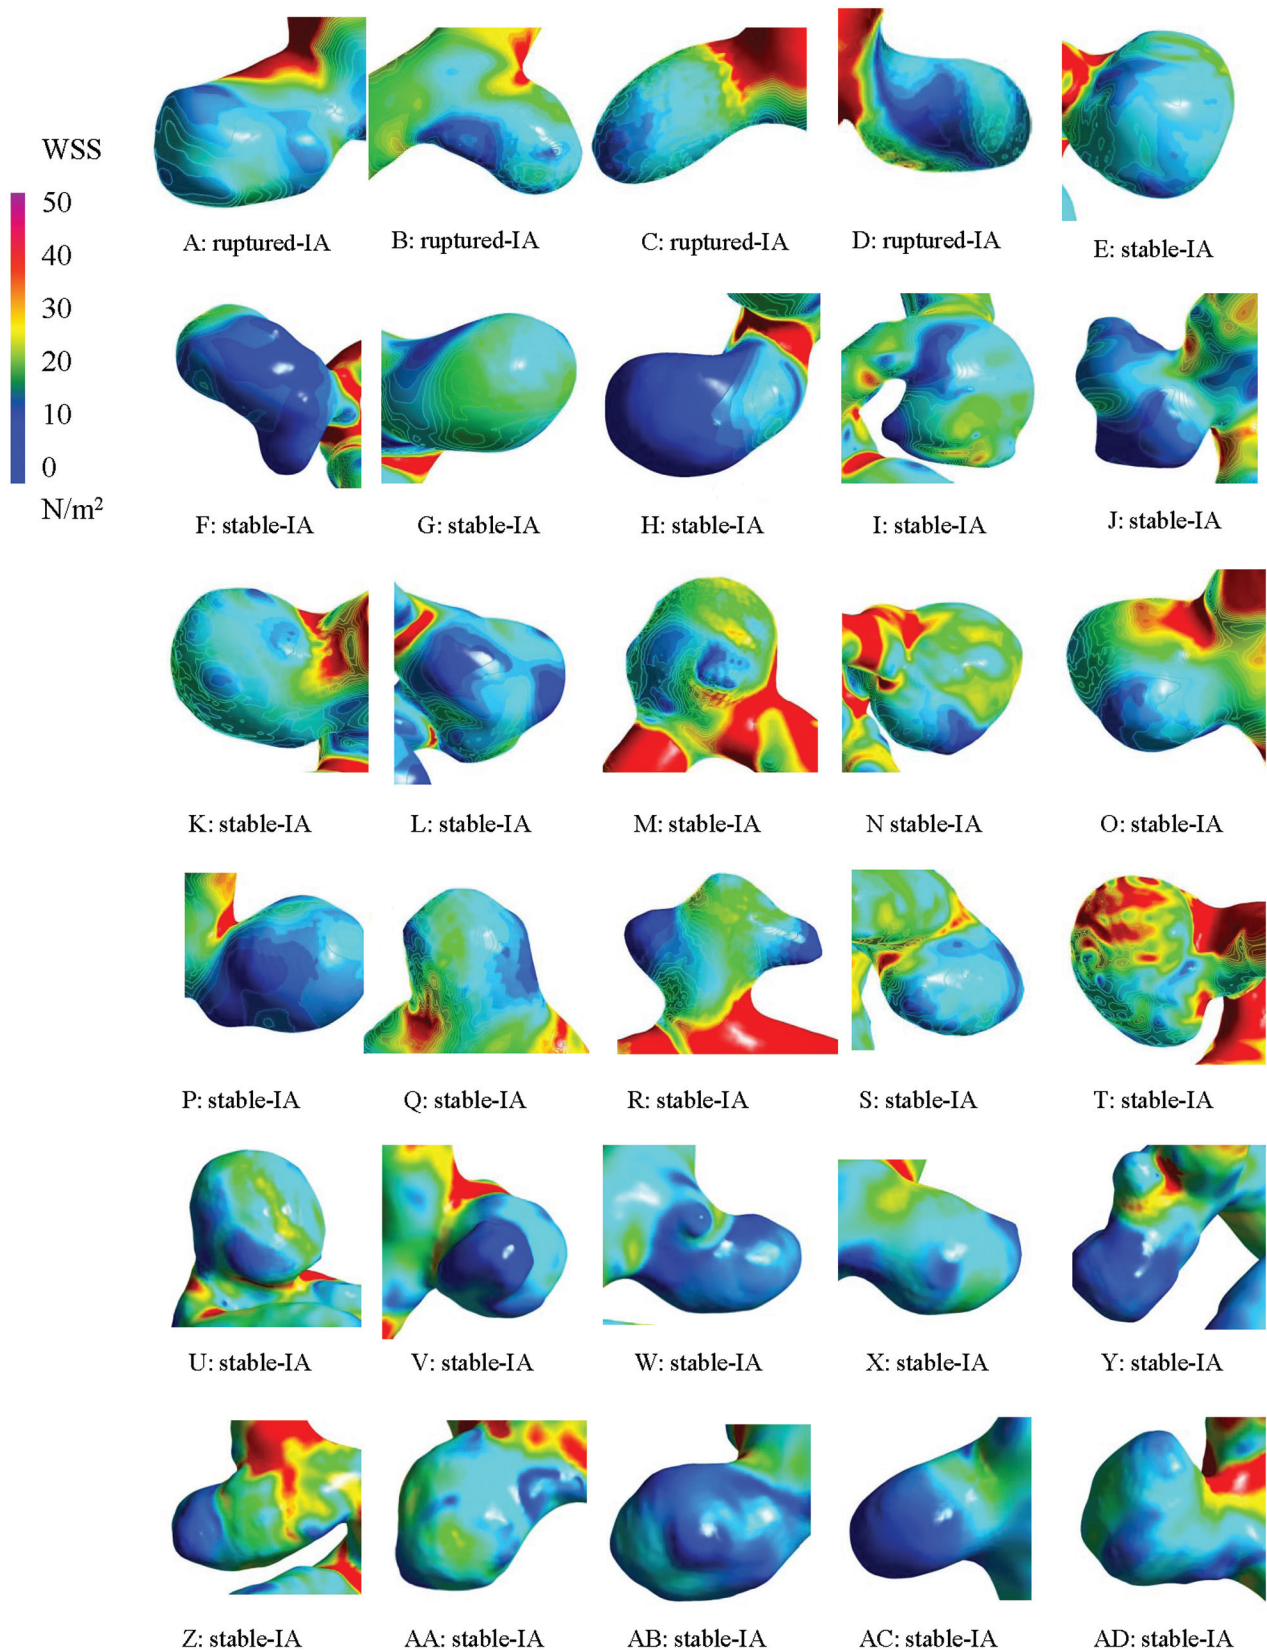 WSS
50
40
30
20
10
0
N/m²
A: ruptured-IA
B: ruptured-IA
C: ruptured-IA
D: ruptured-IA
E: stable-IA
F: stable-IA
G: stable-IA
H: stable-IA
I: stable-IA
J: stable-IA
K: stable-IA
L: stable-IA
M: stable-IA
N stable-IA
O: stable-IA
P: stable-IA
Q: stable-IA
R: stable-IA
S: stable-IA
T: stable-IA
U: stable-IA
V: stable-IA
W: stable-IA
X: stable-IA
Y: stable-IA
Z: stable-IA
AA: stable-IA
AB: stable-IA
AC: stable-IA
AD: stable-IA